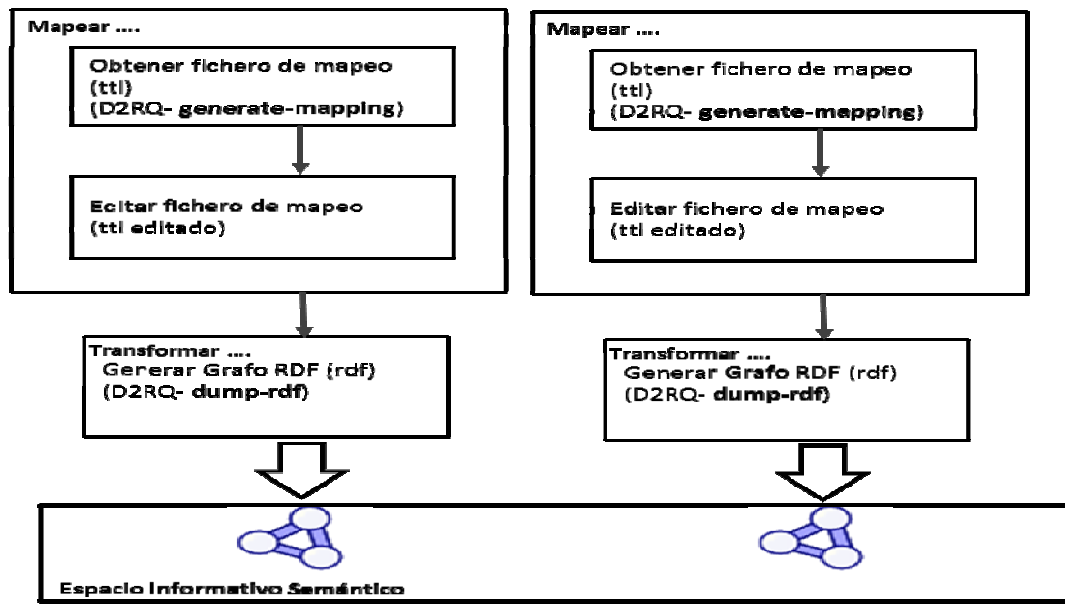 Mapear ....
Obtener fichero de mapeo
(ttl)
(D2RQ- generate-mapping)
Editar fichero de mapeo
(ttl editado)
Transformar ....
Generar Grafo RDF (rdf)
(D2RQ- dump-rdf)
Mapear ....
Obtener fichero de mapeo
(ttl)
(D2RQ- generate-mapping)
Editar fichero de mapeo
(ttl editado)
Transformar ....
Generar Grafo RDF (rdf)
(D2RQ- dump-rdf)
Espacio Informativo Semántico